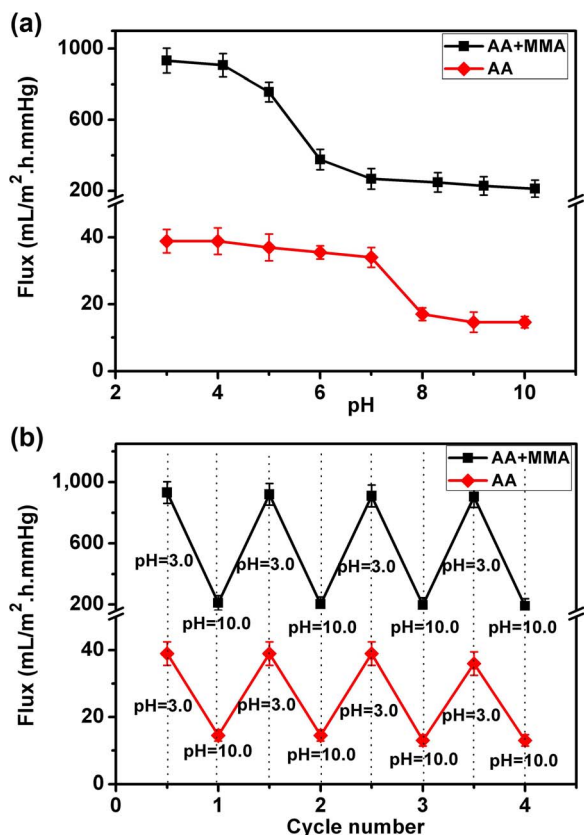 (a)
1000
600
200
40
20
0
Flux (mL/m².h.mmHg)
AA+MMA
AA
2 4 6 8 10
pH
(b)
1,000
600
200
40
20
0
Flux (mL/m².h.mmHg)
AA+MMA
AA
pH=3.0 pH=3.0 pH=3.0 pH=3.0
pH=10.0 pH=10.0 pH=10.0 pH=10.0
pH=3.0 pH=3.0 pH=3.0 pH=3.0
pH=10.0 pH=10.0 pH=10.0 pH=10.0
0 1 2 3 4
Cycle number